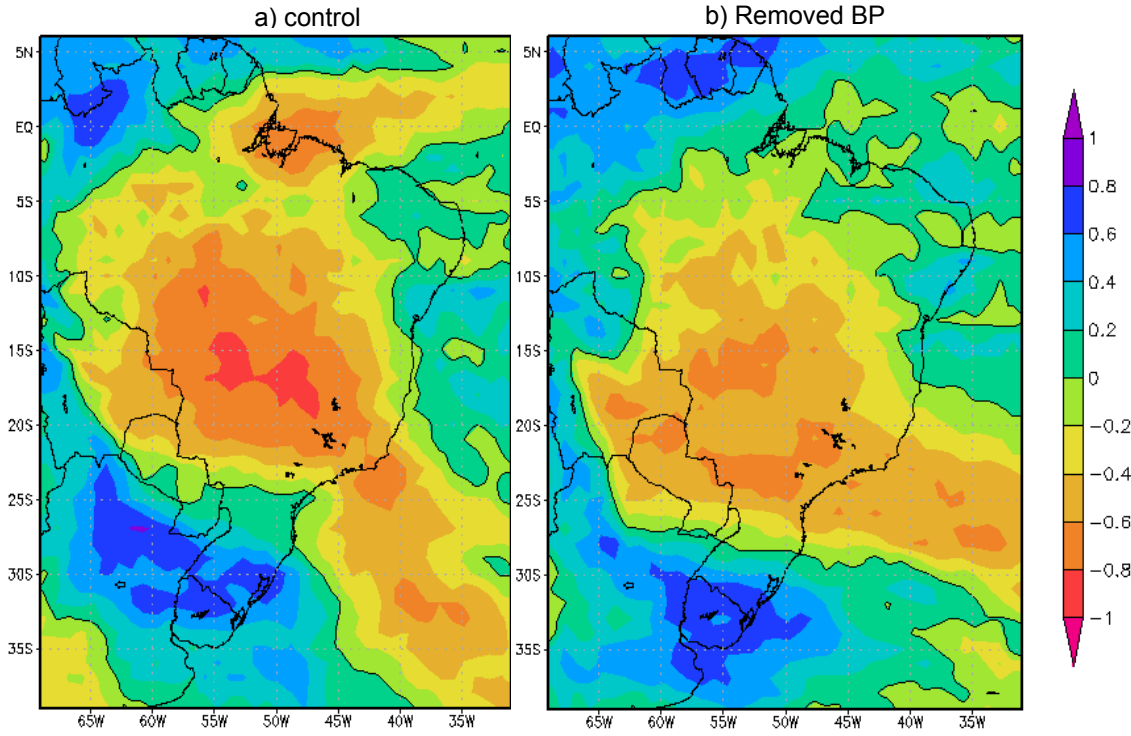 a) control
b) Removed BP
5N
EQ
5S
10S
15S
20S
25S
30S
35S
65W 60W 55W 50W 45W 40W 35W
5N
EQ
5S
10S
15S
20S
25S
30S
35S
65W 60W 55W 50W 45W 40W 35W
1
0.8
0.6
0.4
0.2
0
−0.2
−0.4
−0.6
−0.8
−1